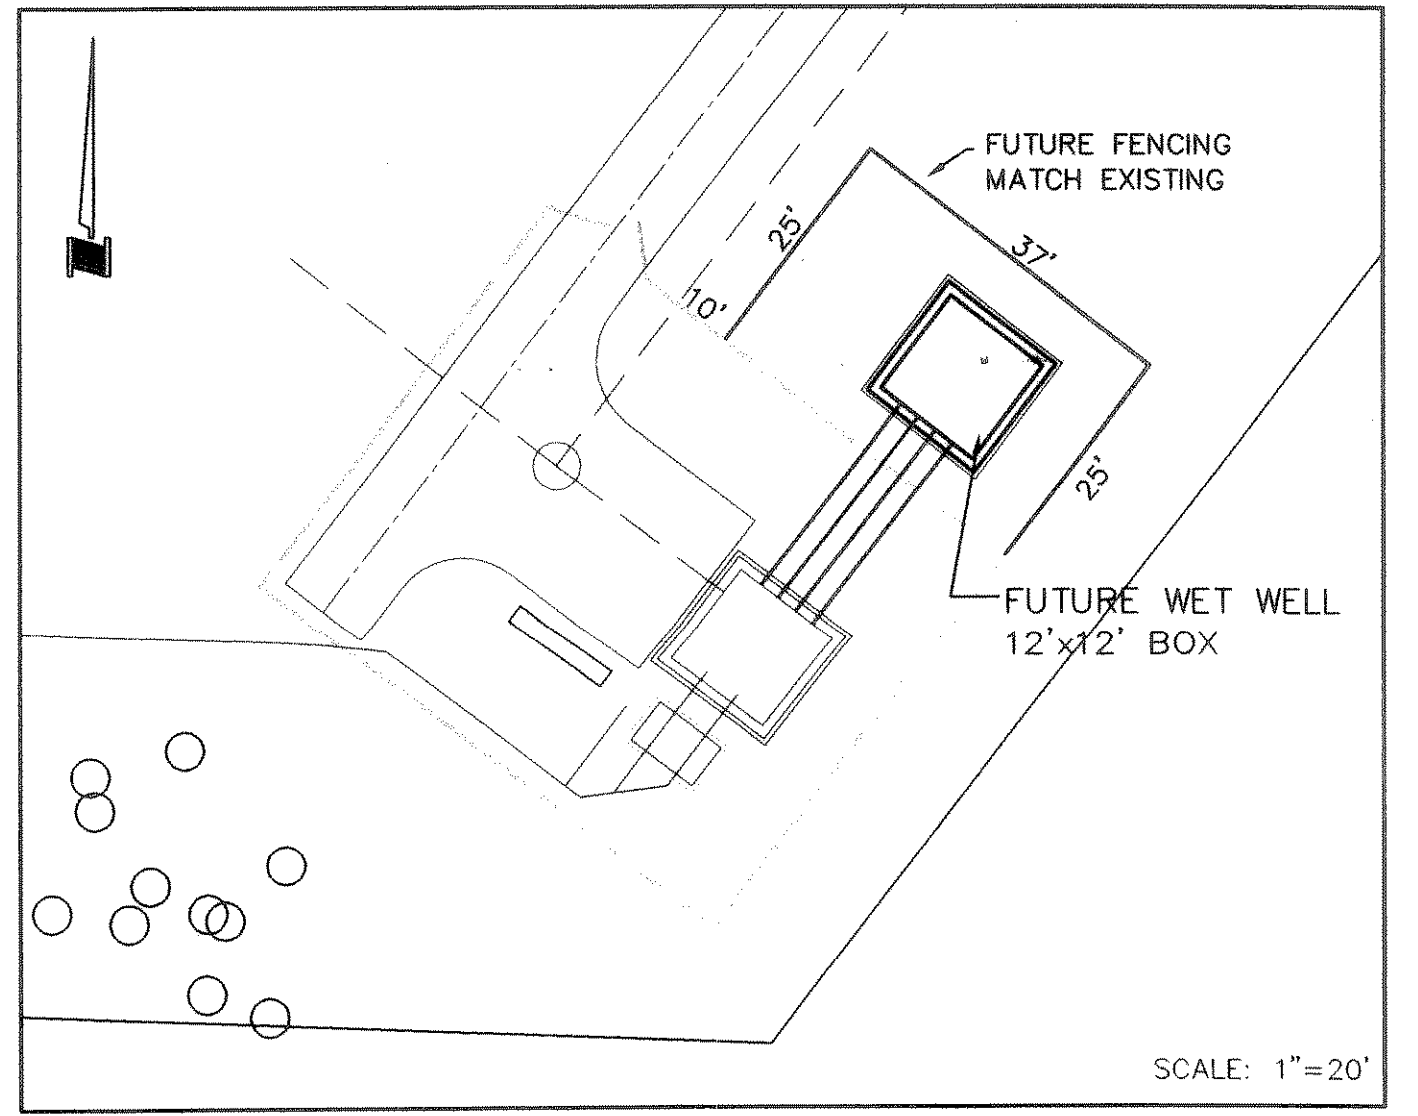 FUTURE FENCING
MATCH EXISTING
25'
37'
10'
25'
FUTURE WET WELL
12'x12' BOX
SCALE: 1"=20'